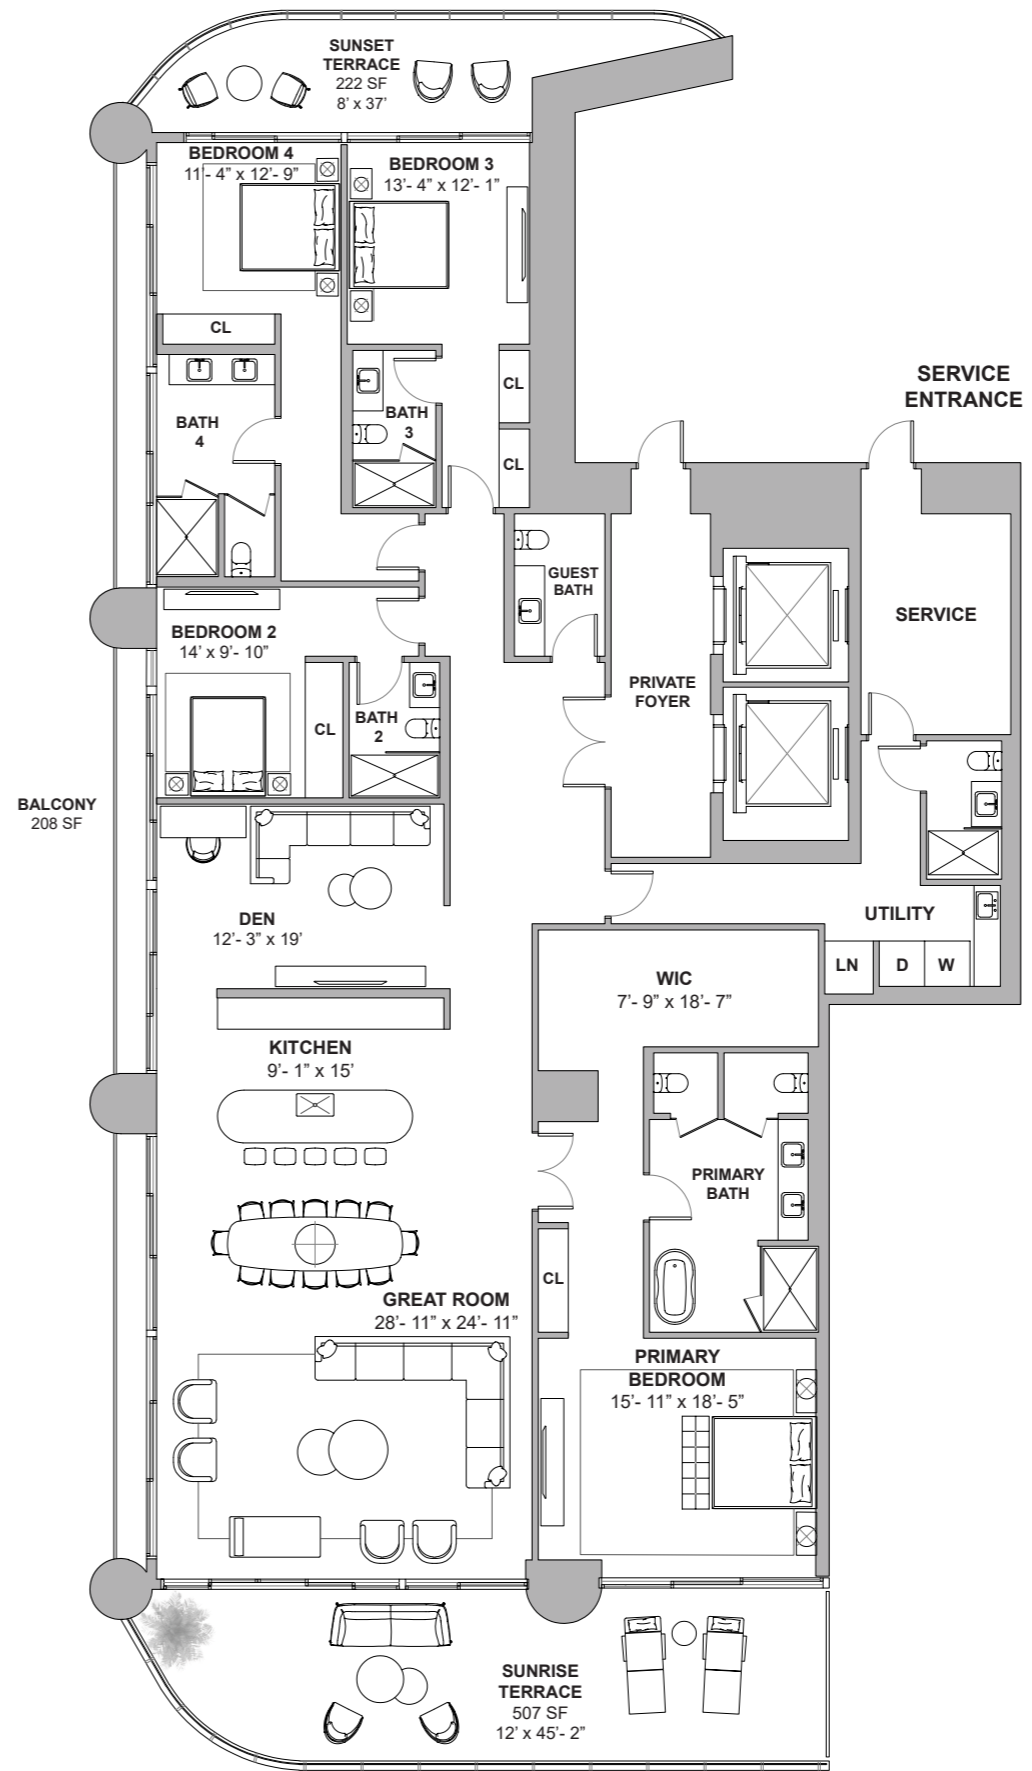 SUNSET
TERRACE
222 SF
8' x 37'
BEDROOM 4
11'- 4” x 12'- 9”
BEDROOM 3
13'- 4” x 12'- 1”
CL
CL
CL
BATH
4
BATH
3
SERVICE
ENTRANCE
GUEST
BATH
SERVICE
BEDROOM 2
14' x 9'- 10”
PRIVATE
FOYER
CL
BATH
2
BALCONY
208 SF
DEN
12'- 3” x 19'
UTILITY
LN
D
W
WIC
7'- 9” x 18'- 7”
KITCHEN
9'- 1” x 15'
PRIMARY
BATH
CL
GREAT ROOM
28'- 11” x 24'- 11”
PRIMARY
BEDROOM
15'- 11” x 18'- 5”
SUNRISE
TERRACE
507 SF
12' x 45'- 2”